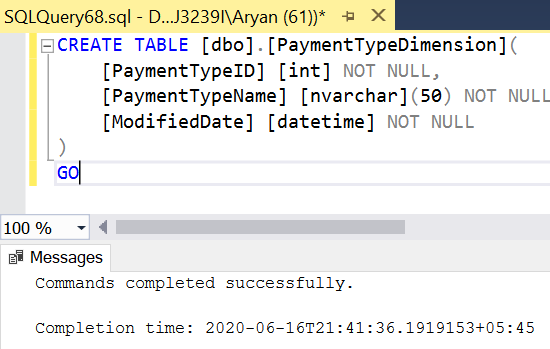 SQLQuery68.sql - D...J3239I\Aryan (61))*
CREATE TABLE [dbo].[PaymentTypeDimension](
[PaymentTypeID] [int] NOT NULL,
[PaymentTypeName] [nvarchar](50) NOT NULL
[ModifiedDate] [datetime] NOT NULL
)
GO
100 %
Messages
Commands completed successfully.
Completion time: 2020-06-16T21:41:36.1919153+05:45